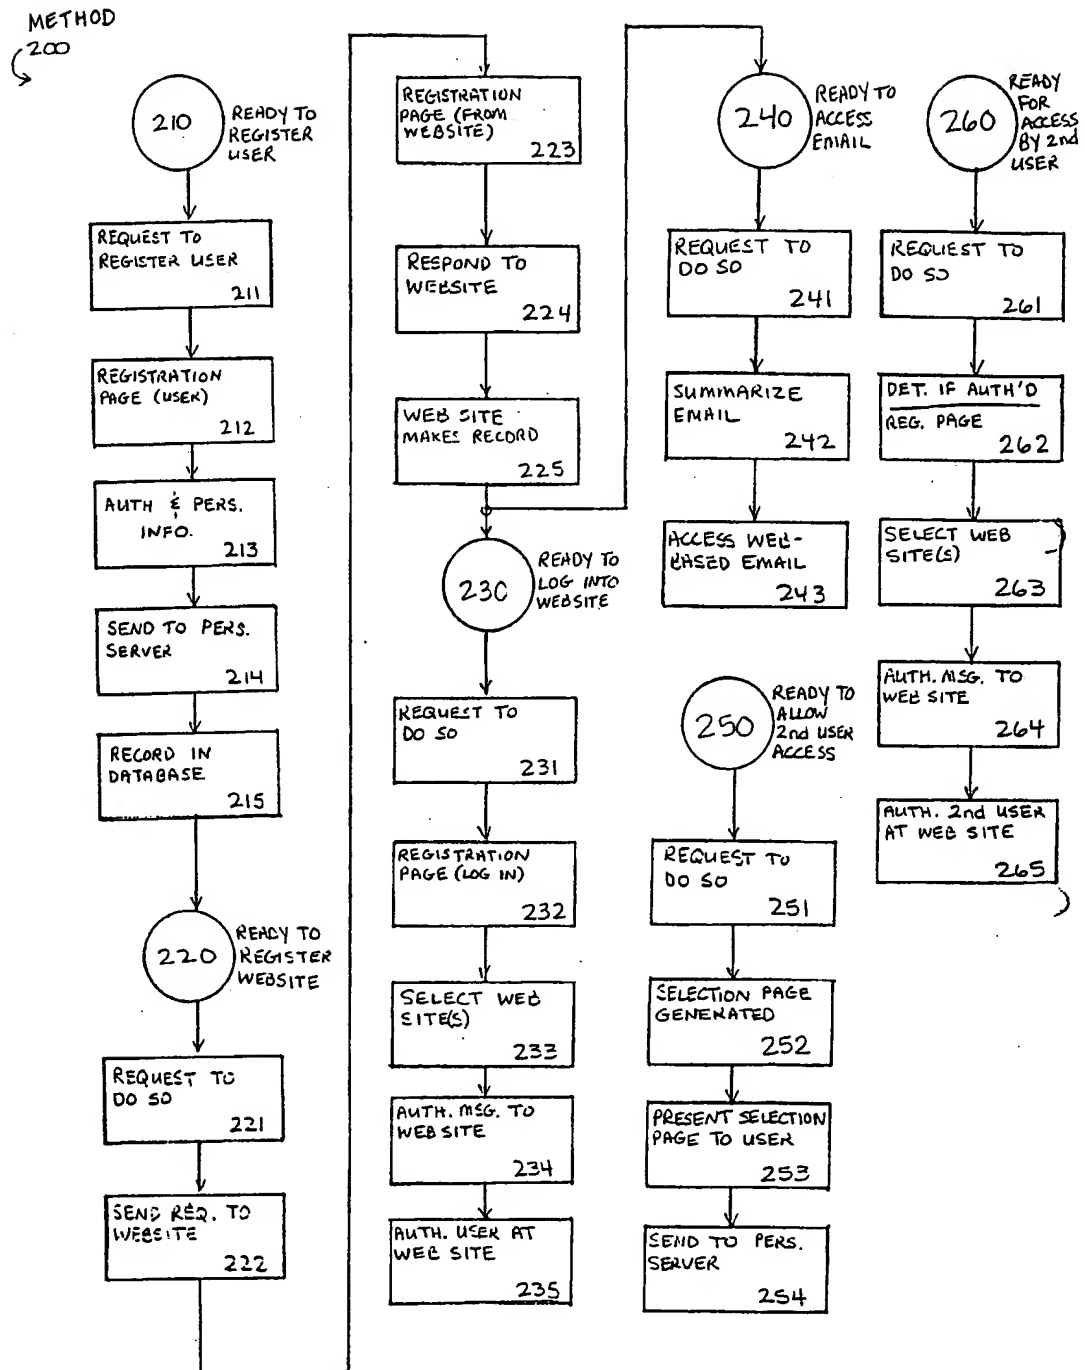 METHOD
200
210
READY TO
REGISTER
USER
REQUEST TO
REGISTER USER
211
REGISTRATION
PAGE (USER)
212
AUTH & PERS.
INFO.
213
SEND TO PERS.
SERVER
214
RECORD IN
DATABASE
215
220
READY TO
REGISTER
WEBSITE
REQUEST TO
DO SO
221
SEND REQ. TO
WEBSITE
222
REGISTRATION
PAGE (FROM
WEBSITE)
223
RESPOND TO
WEBSITE
224
WEB SITE
MAKES RECORD
225
230
READY TO
LOG INTO
WEBSITE
REQUEST TO
DO SO
231
REGISTRATION
PAGE (LOG IN)
232
SELECT WEB
SITE(S)
233
AUTH. MSG. TO
WEB SITE
234
AUTH. USER AT
WEB SITE
235
240
READY TO
ACCESS
EMAIL
REQUEST TO
DO SO
241
SUMMARIZE
EMAIL
242
ACCESS WEB-
BASED EMAIL
243
250
READY TO
ALLOW
2nd USER
ACCESS
REQUEST TO
DO SO
251
SELECTION PAGE
GENERATED
252
PRESENT SELECTION
PAGE TO USER
253
SEND TO PERS.
SERVER
254
260
READY
FOR
ACCESS
BY 2nd
USER
REQUEST TO
DO SO
261
DET. IF AUTH'D
REG. PAGE
262
SELECT WEB
SITE(S)
263
AUTH. MSG. TO
WEB SITE
264
AUTH. 2nd USER
AT WEB SITE
265